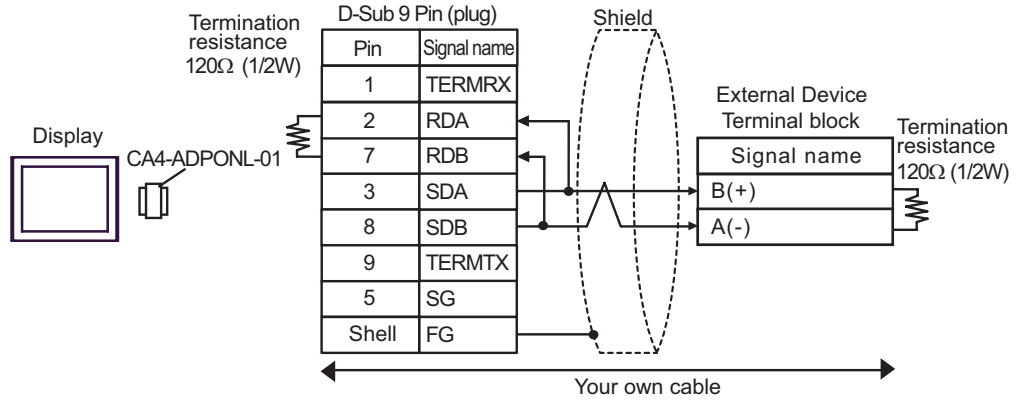 Display
CA4-ADPONL-01
Termination
resistance
120Ω (1/2W)
D-Sub 9 Pin (plug)
Pin Signal name
1 TERMRX
2 RDA
7 RDB
3 SDA
8 SDB
9 TERMTX
5 SG
Shell FG
Shield
External Device
Terminal block
Signal name
B(+)
A(-)
Termination
resistance
120Ω (1/2W)
Your own cable